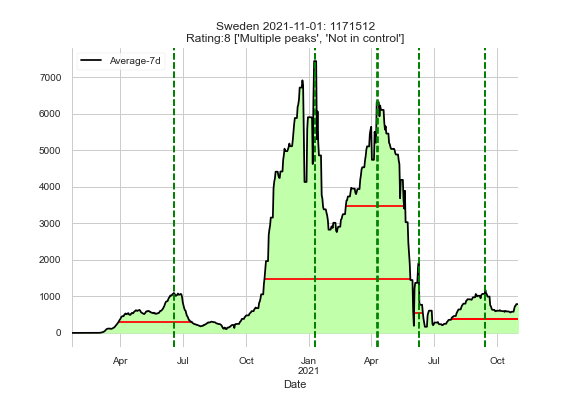 Sweden 2021-11-01: 1171512
Rating:8 ['Multiple peaks', 'Not in control']
Average-7d
7000
6000
5000
4000
3000
2000
1000
0
Apr Jul Oct Jan Apr Jul Oct
2021
Date